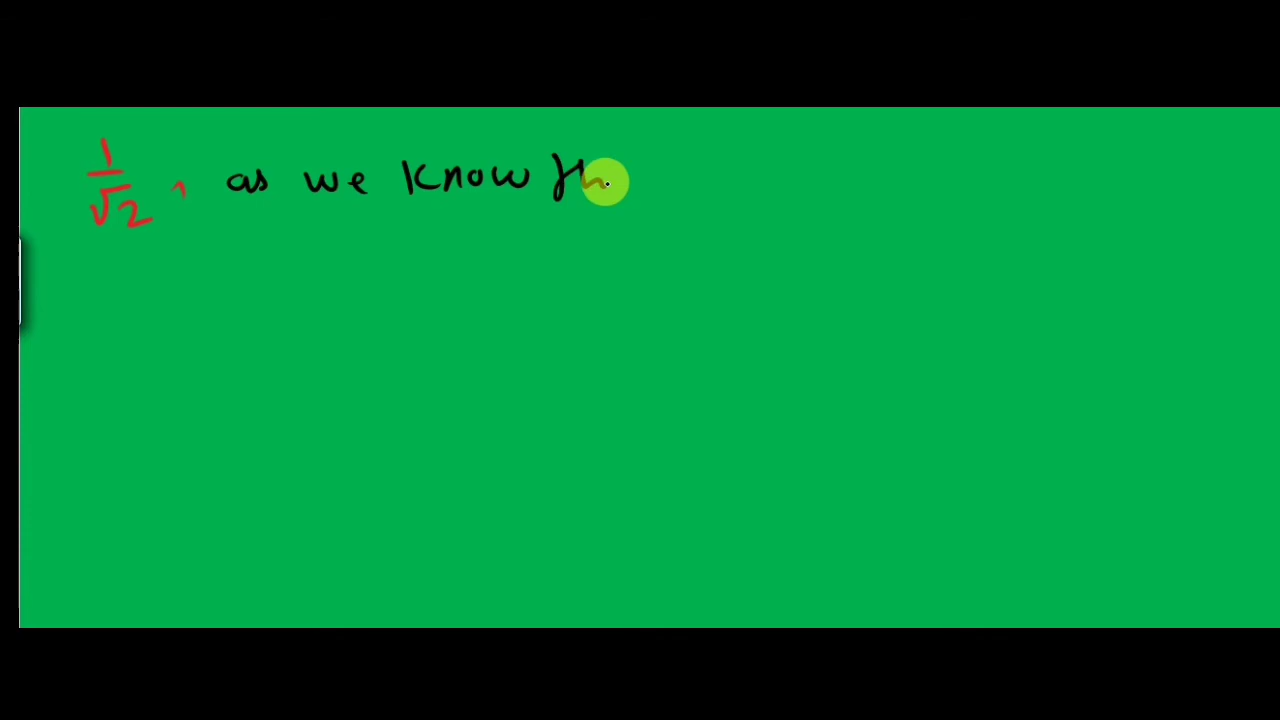 1/√2 , as we know th